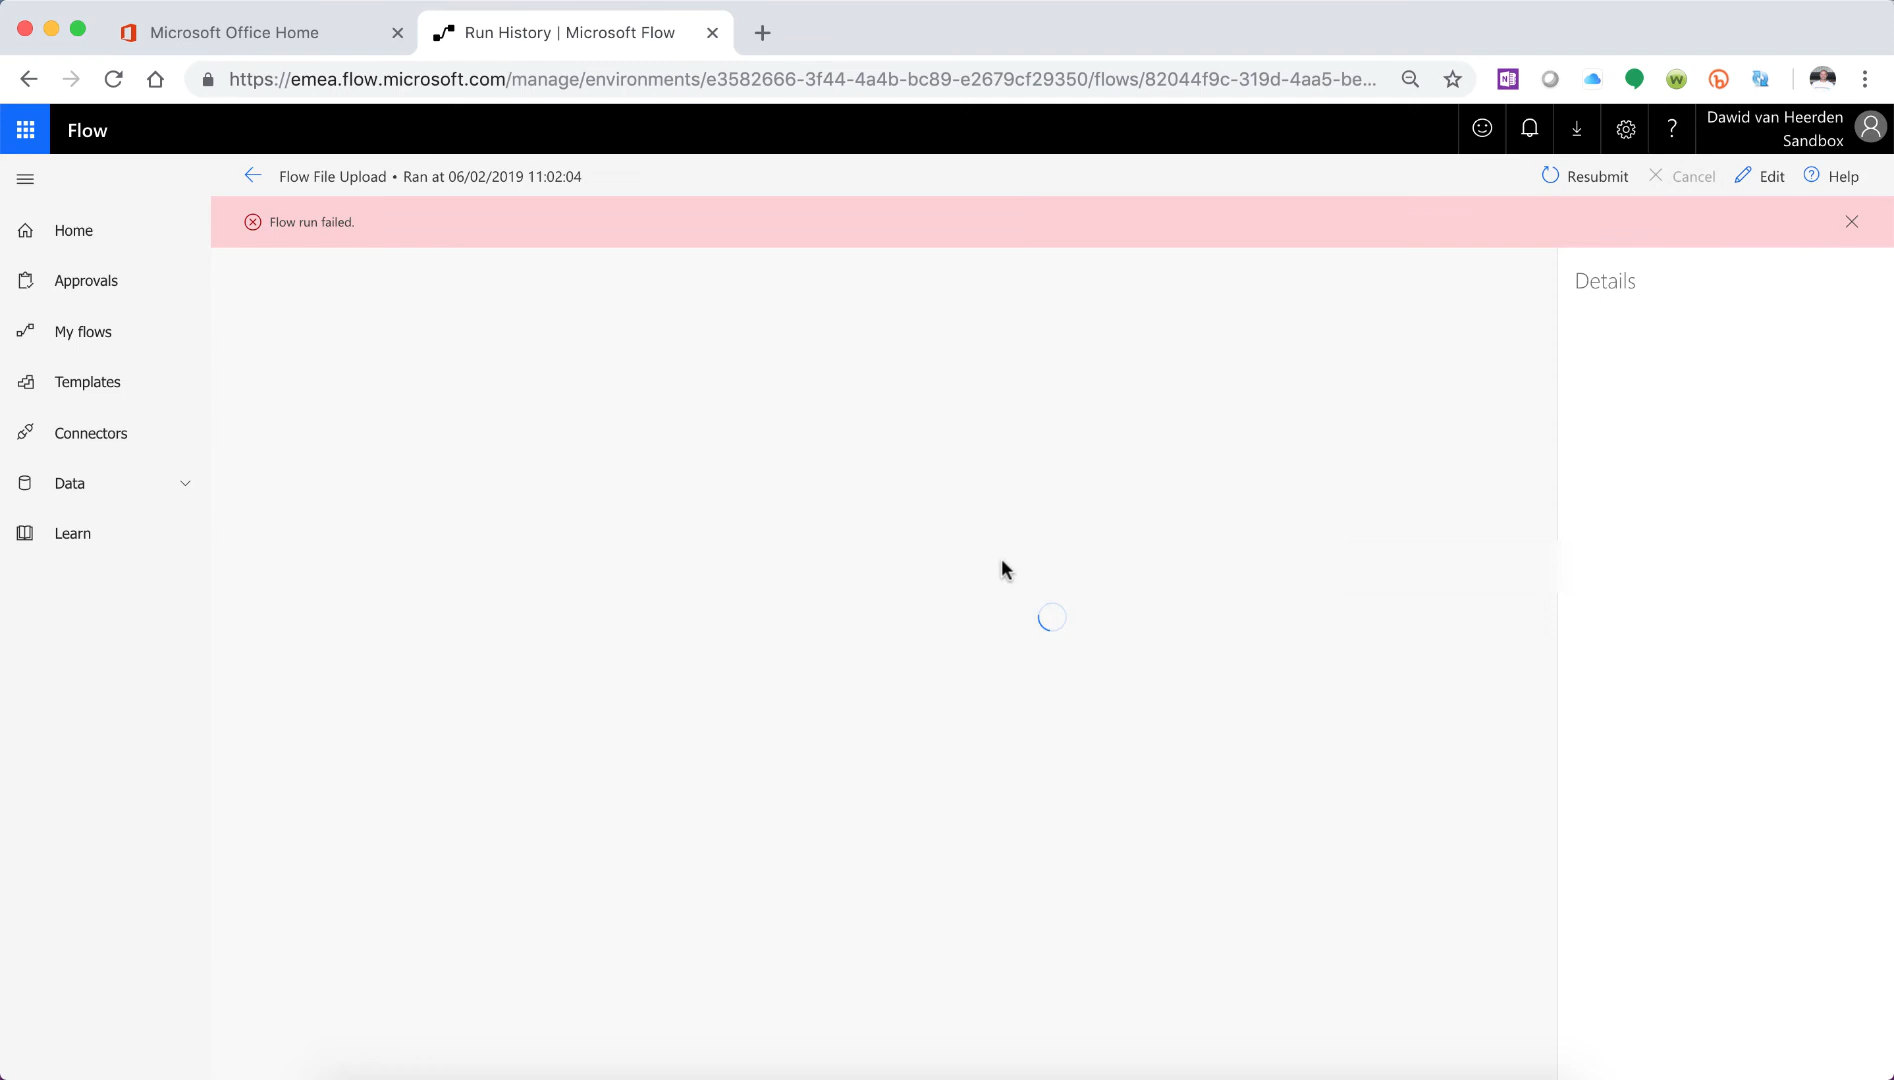 Microsoft Office Home
Run History | Microsoft Flow
https://emea.flow.microsoft.com/manage/environments/e3582666-3f44-4a4b-bc89-e2679cf29350/flows/82044f9c-319d-4aa5-be...
Flow
Dawid van Heerden
Sandbox
Flow File Upload • Ran at 06/02/2019 11:02:04
Resubmit
Cancel
Edit
Help
Flow run failed.
Home
Approvals
My flows
Templates
Connectors
Data
Learn
Details